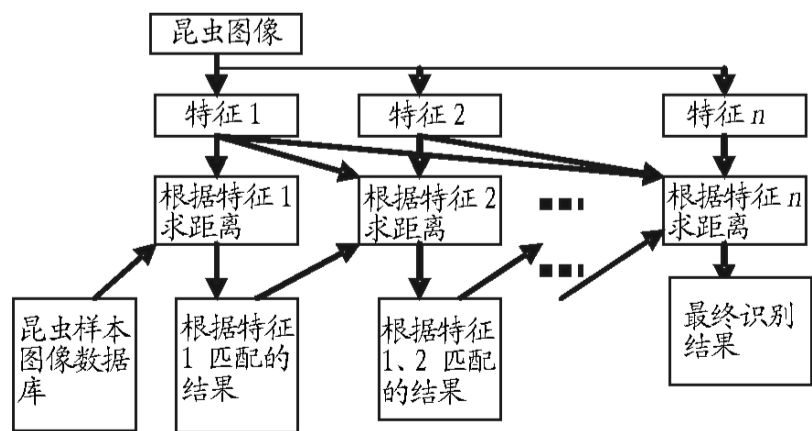 昆虫图像
特征 1
特征 2
特征 n
根据特征 1
求距离
根据特征 2
求距离
根据特征 n
求距离
昆虫样本
图像数据
库
根据特征
1 匹配的
结果
根据特征
1、2 匹配
的结果
最终识别
结果